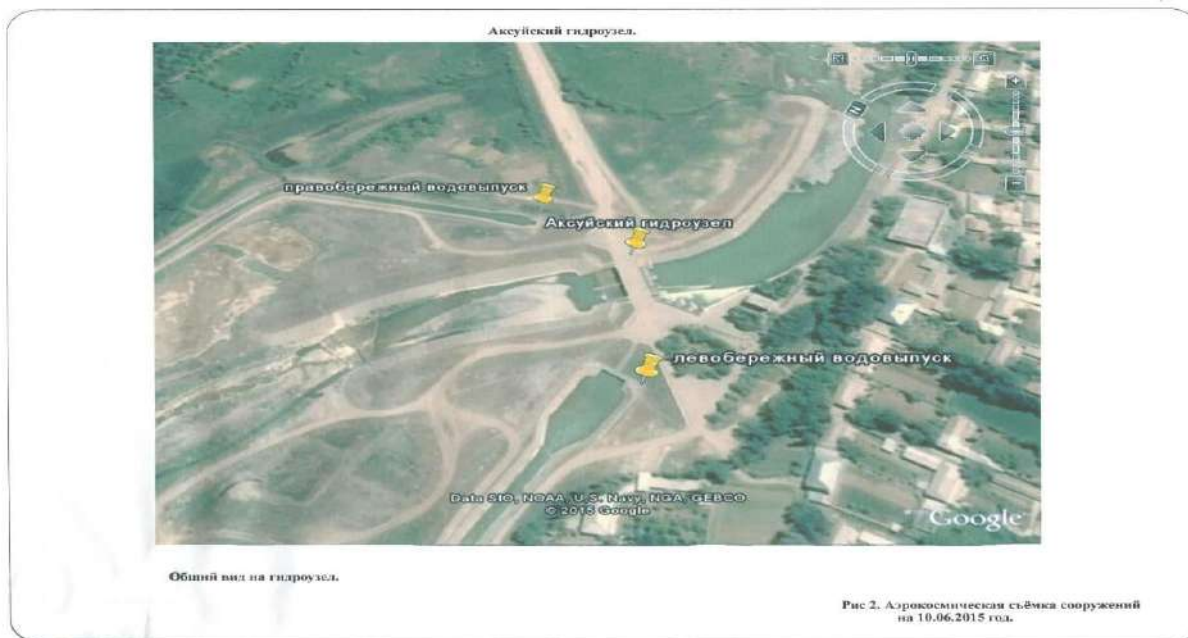 Аксуйский гидроузел.
правобережный водовыпуск
Аксуйский гидроузел
левобережный водовыпуск
Data SIO, NOAA, U.S. Navy, NGA, GEBCO
© 2015 Google
Google
Общий вид на гидроузел.
Рис 2. Аэрокосмическая съёмка сооружений
на 10.06.2015 год.